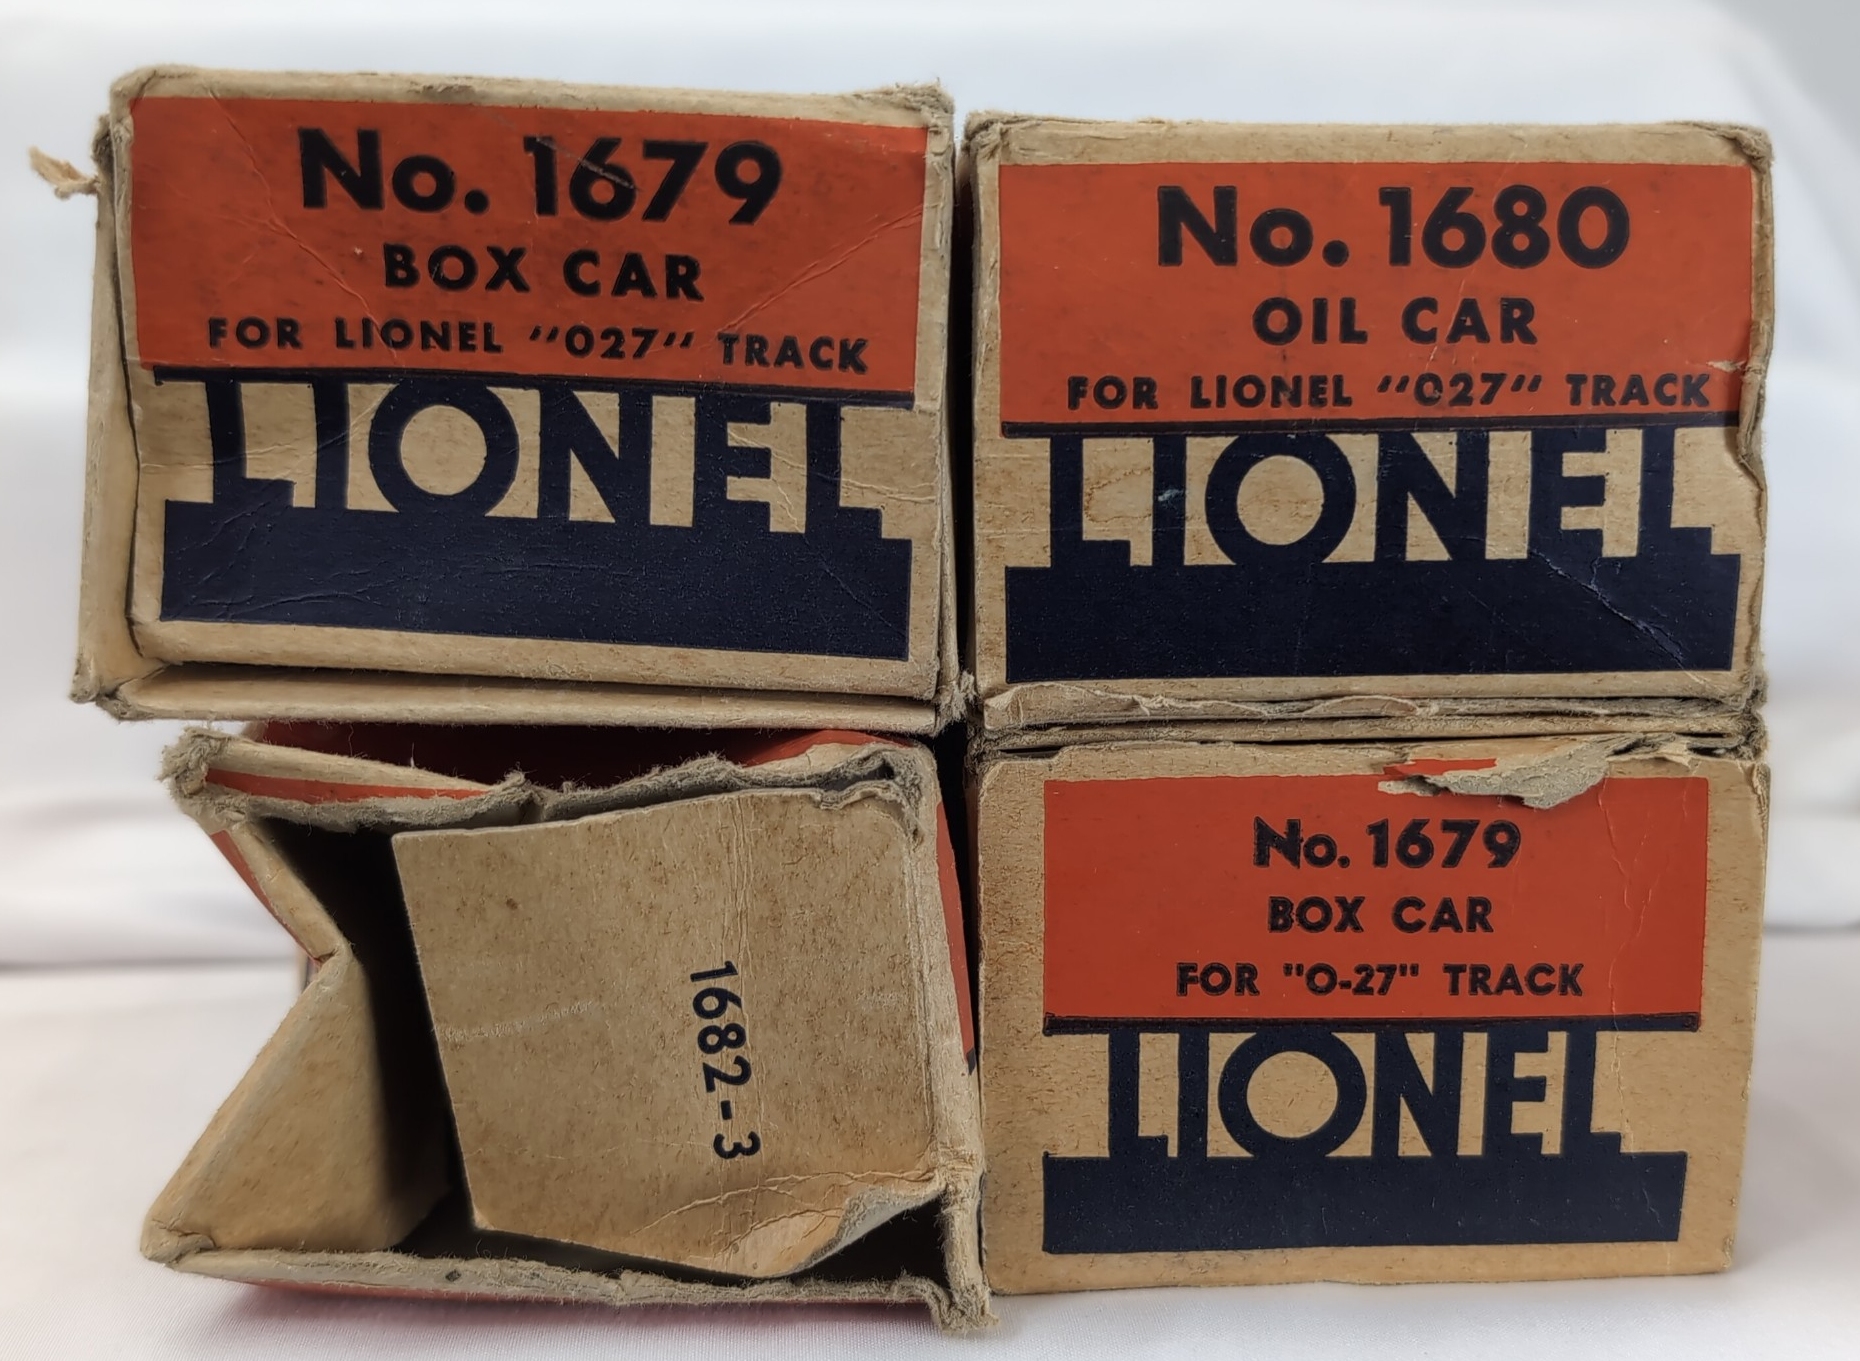 No. 1679
BOX CAR
FOR LIONEL "027" TRACK
LIONEL
No. 1680
OIL CAR
FOR LIONEL "027" TRACK
LIONEL
1682-3
No. 1679
BOX CAR
FOR "O-27" TRACK
LIONEL